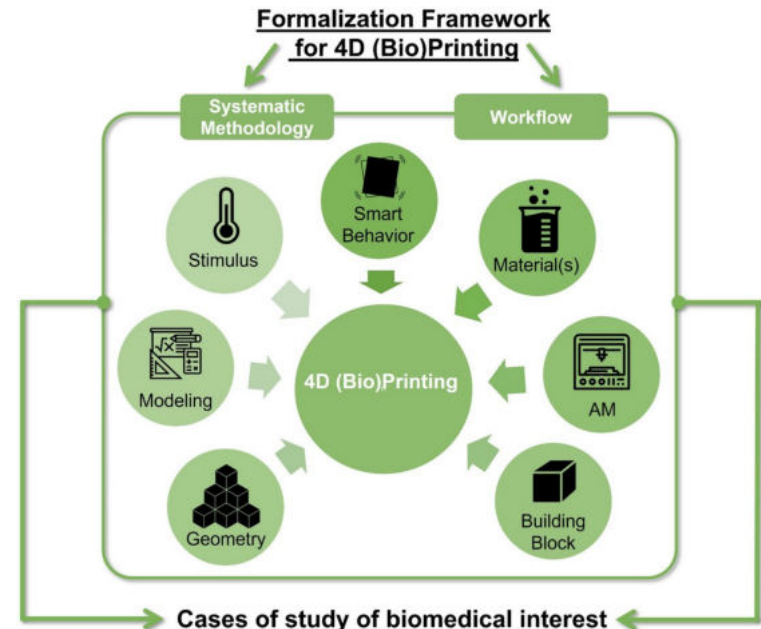 Formalization Framework
for 4D (Bio)Printing
Systematic
Methodology
Workflow
Smart
Behavior
Stimulus
Material(s)
Modeling
4D (Bio)Printing
AM
Geometry
Building
Block
Cases of study of biomedical interest